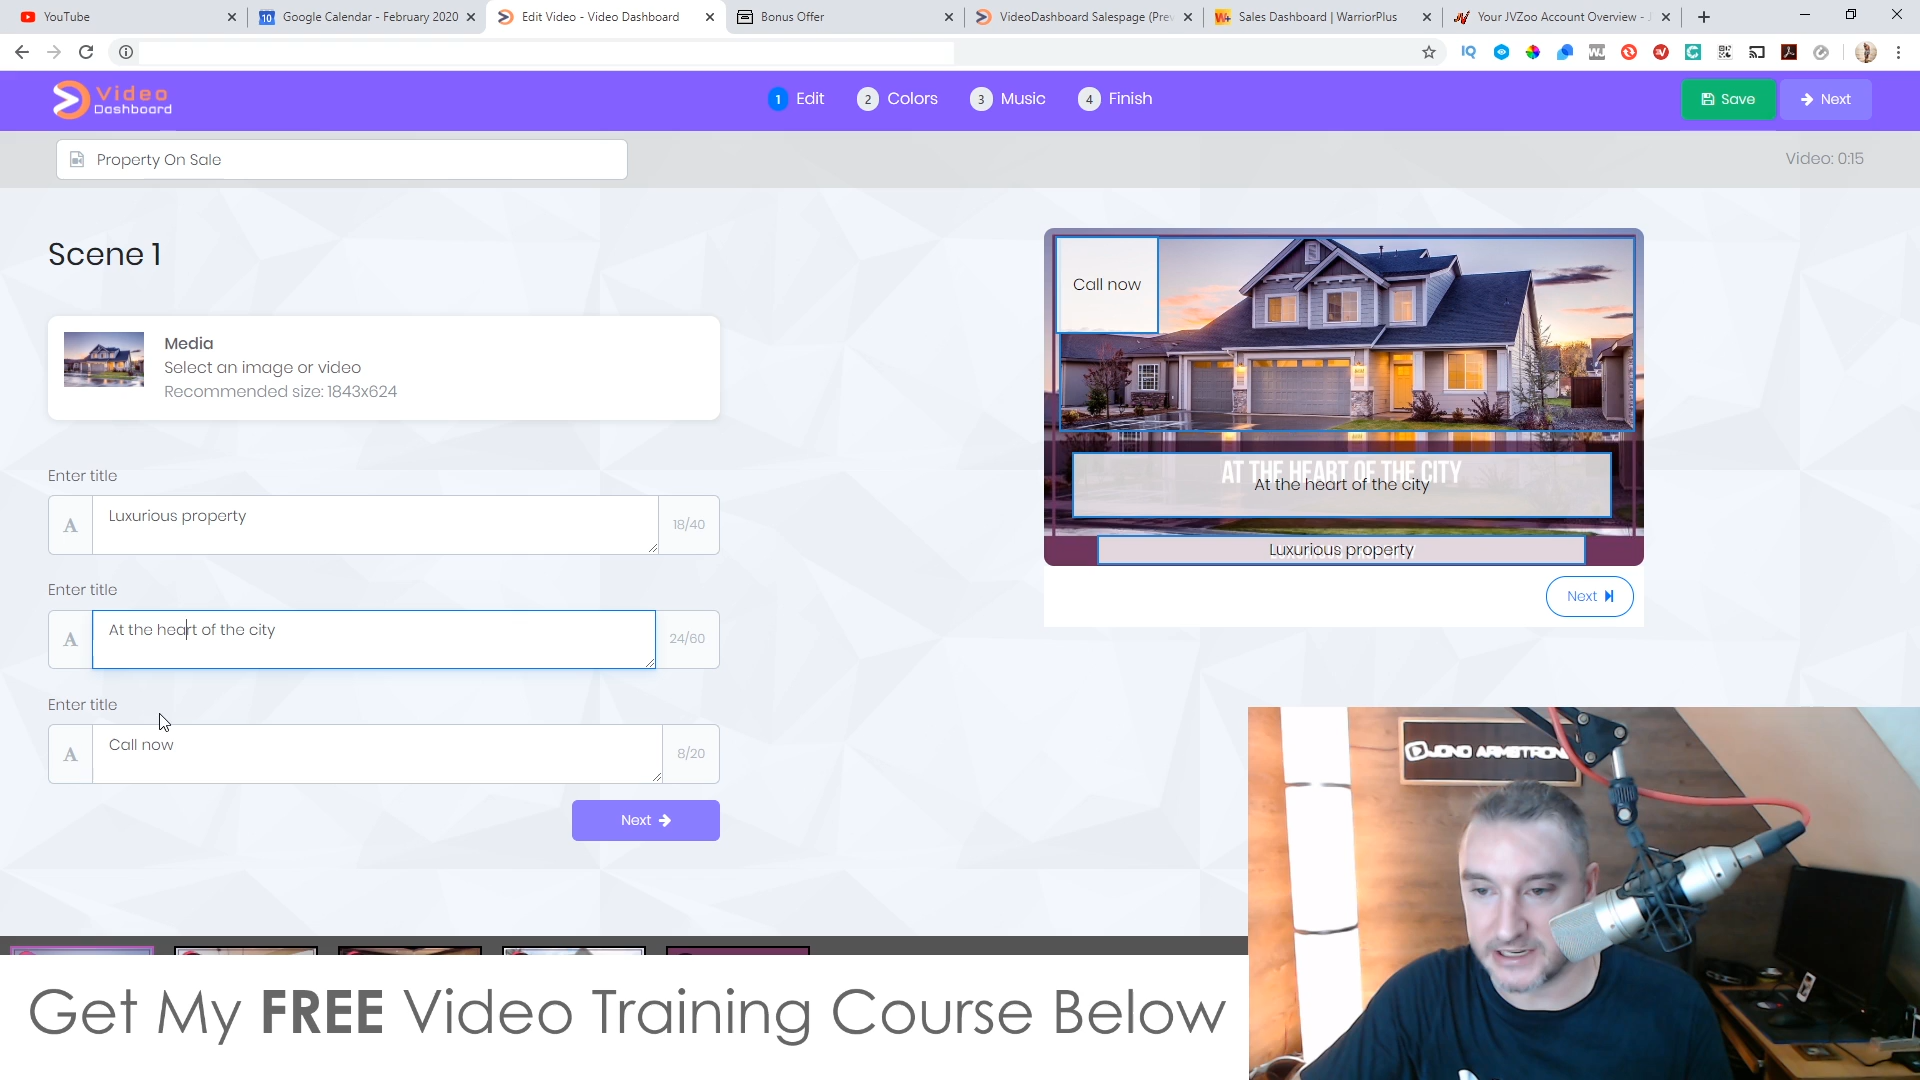 YouTube
Google Calendar - February 2020
Edit Video - Video Dashboard
Bonus Offer
VideoDashboard Salespage (Prev
Sales Dashboard | WarriorPlus
Your JVZoo Account Overview -
Video Dashboard
1 Edit
2 Colors
3 Music
4 Finish
Save
Next
Property On Sale
Video: 0:15
Scene 1
Media
Select an image or video
Recommended size: 1843x624
Enter title
A Luxurious property 18/40
Enter title
A At the heart of the city 24/60
Enter title
A Call now 8/20
Next
Call now
AT THE HEART OF THE CITY
At the heart of the city
Luxurious property
Next
JONO ARMSTRON
Get My FREE Video Training Course Below